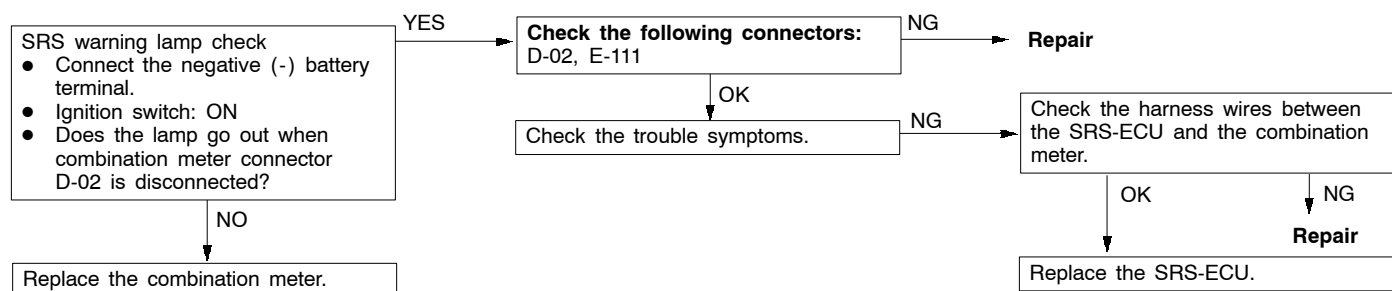 SRS warning lamp check
● Connect the negative (-) battery
terminal.
● Ignition switch: ON
● Does the lamp go out when
combination meter connector
D-02 is disconnected?
YES
Check the following connectors:
D-02, E-111
NG
Repair
OK
Check the trouble symptoms.
NG
Check the harness wires between
the SRS-ECU and the combination
meter.
OK
NG
Repair
Replace the SRS-ECU.
NO
Replace the combination meter.